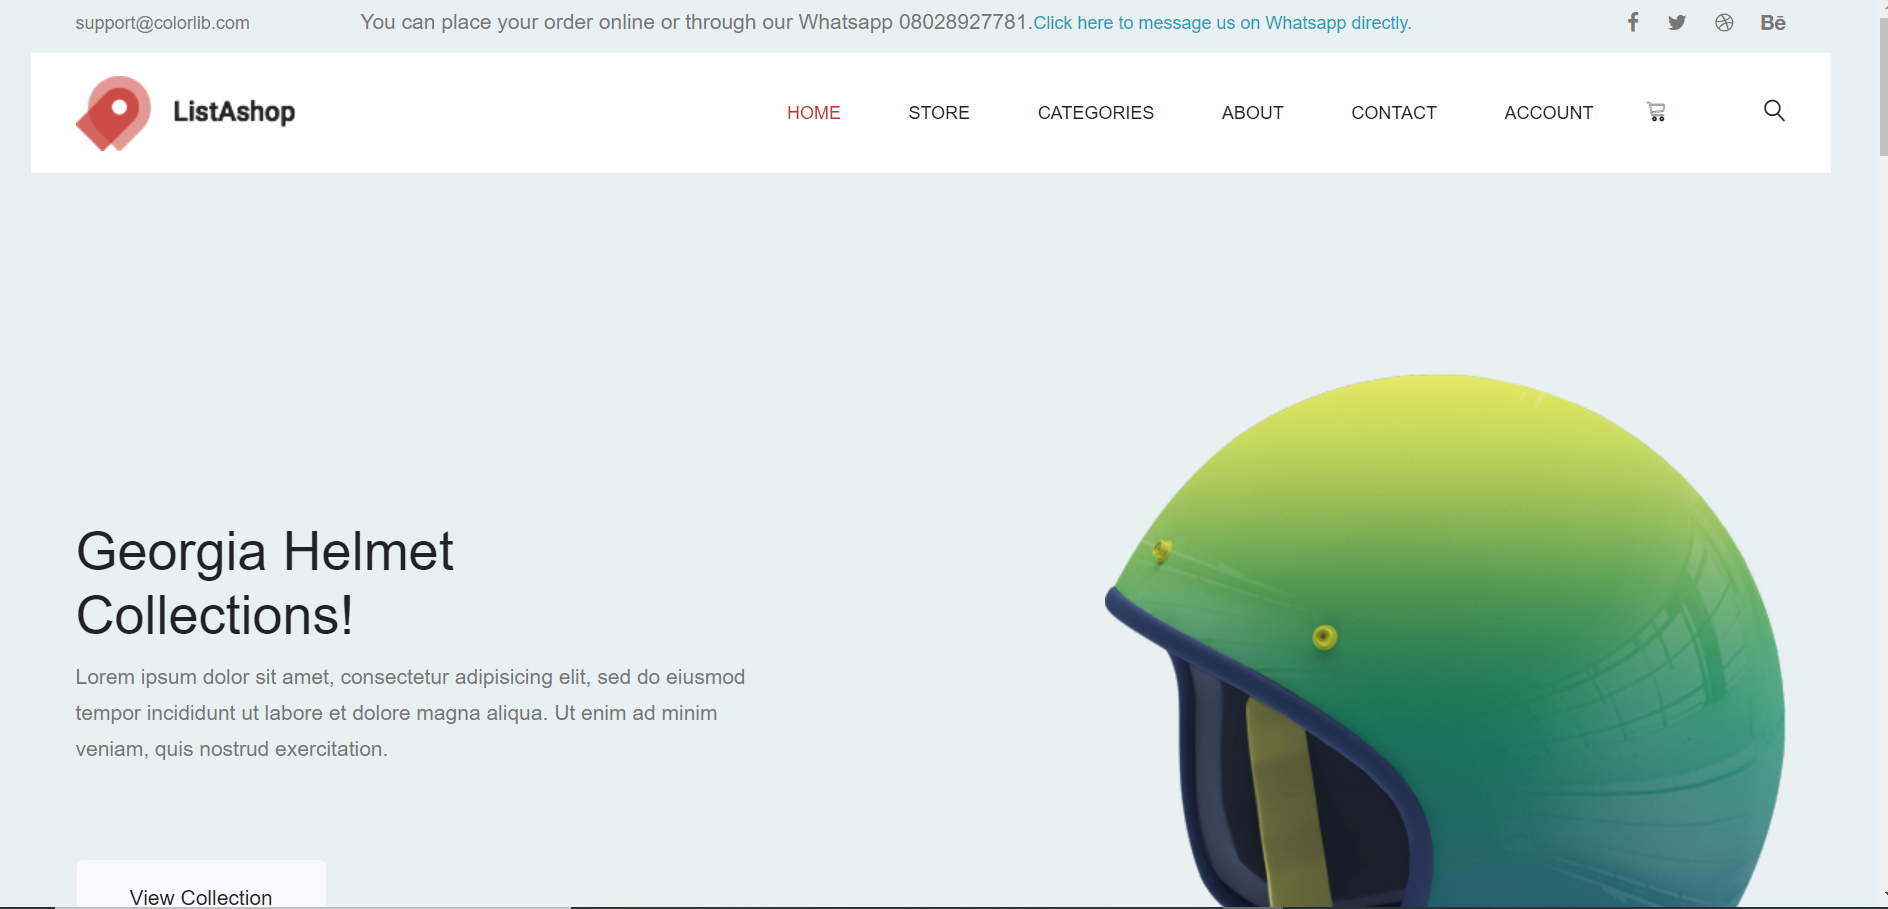 support@colorlib.com
You can place your order online or through our Whatsapp 08028927781.Click here to message us on Whatsapp directly.
Bē
ListAshop
HOME
STORE
CATEGORIES
ABOUT
CONTACT
ACCOUNT
Georgia Helmet
Collections!
Lorem ipsum dolor sit amet, consectetur adipisicing elit, sed do eiusmod
tempor incididunt ut labore et dolore magna aliqua. Ut enim ad minim
veniam, quis nostrud exercitation.
View Collection